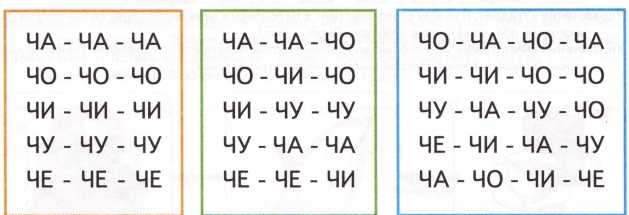 ЧА - ЧА - ЧА
ЧО - ЧО - ЧО
ЧИ - ЧИ - ЧИ
ЧУ - ЧУ - ЧУ
ЧЕ - ЧЕ - ЧЕ
ЧА - ЧА - ЧО
ЧО - ЧИ - ЧО
ЧИ - ЧУ - ЧУ
ЧУ - ЧА - ЧА
ЧЕ - ЧЕ - ЧИ
ЧО - ЧА - ЧО - ЧА
ЧИ - ЧИ - ЧО - ЧО
ЧУ - ЧА - ЧУ - ЧО
ЧЕ - ЧИ - ЧА - ЧУ
ЧА - ЧО - ЧИ - ЧЕ